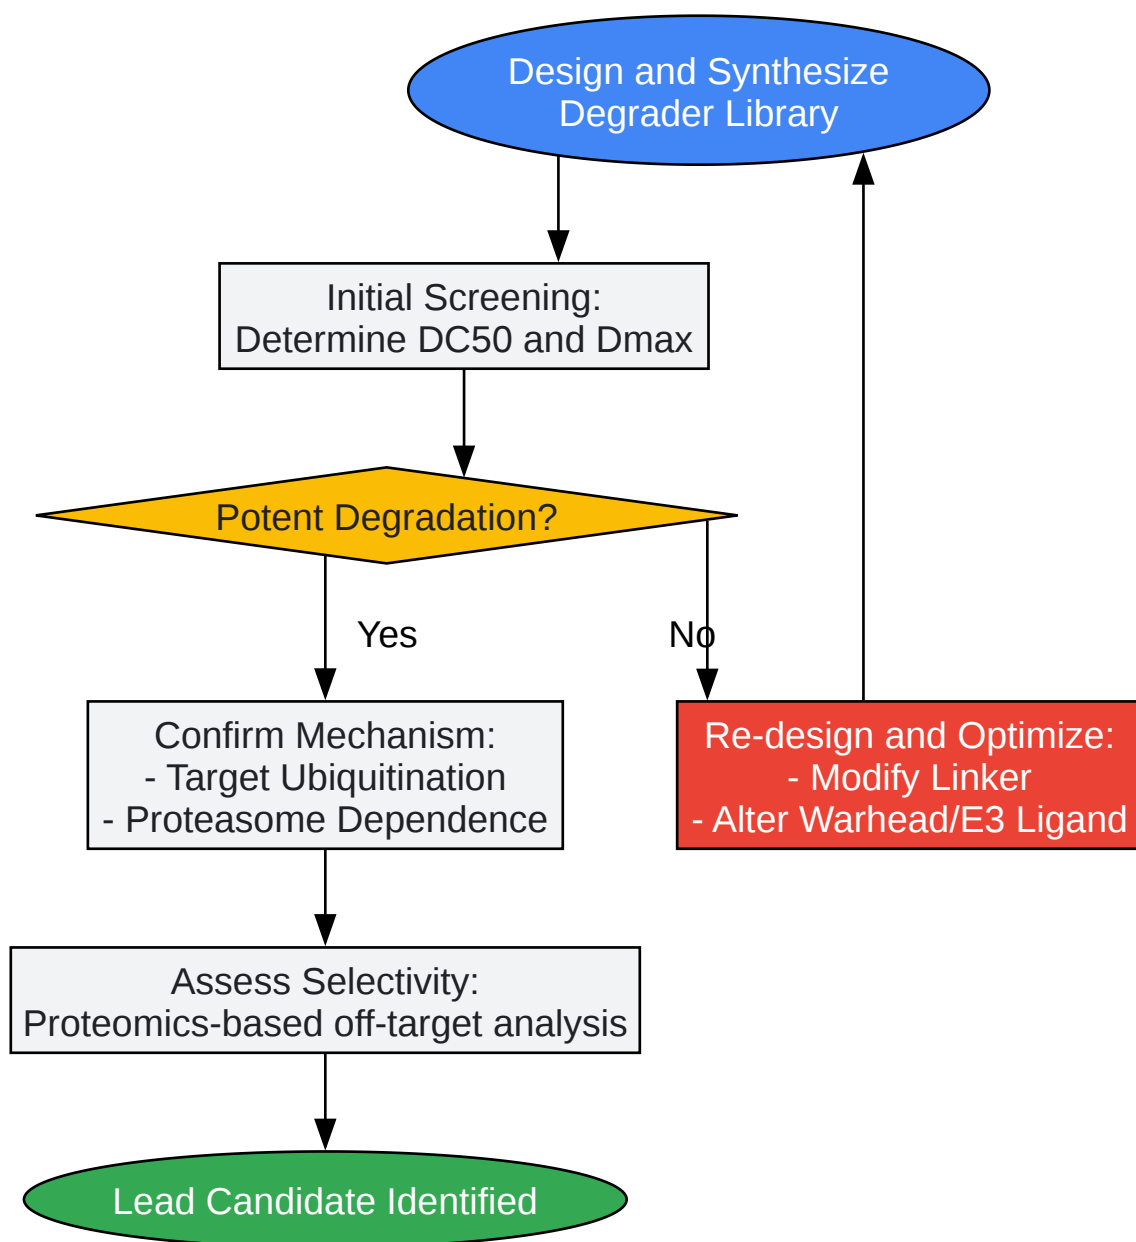 Design and Synthesize
Degrader Library
Initial Screening:
Determine DC50 and Dmax
Potent Degradation?
Yes
No
Confirm Mechanism:
- Target Ubiquitination
- Proteasome Dependence
Re-design and Optimize:
- Modify Linker
- Alter Warhead/E3 Ligand
Assess Selectivity:
Proteomics-based off-target analysis
Lead Candidate Identified